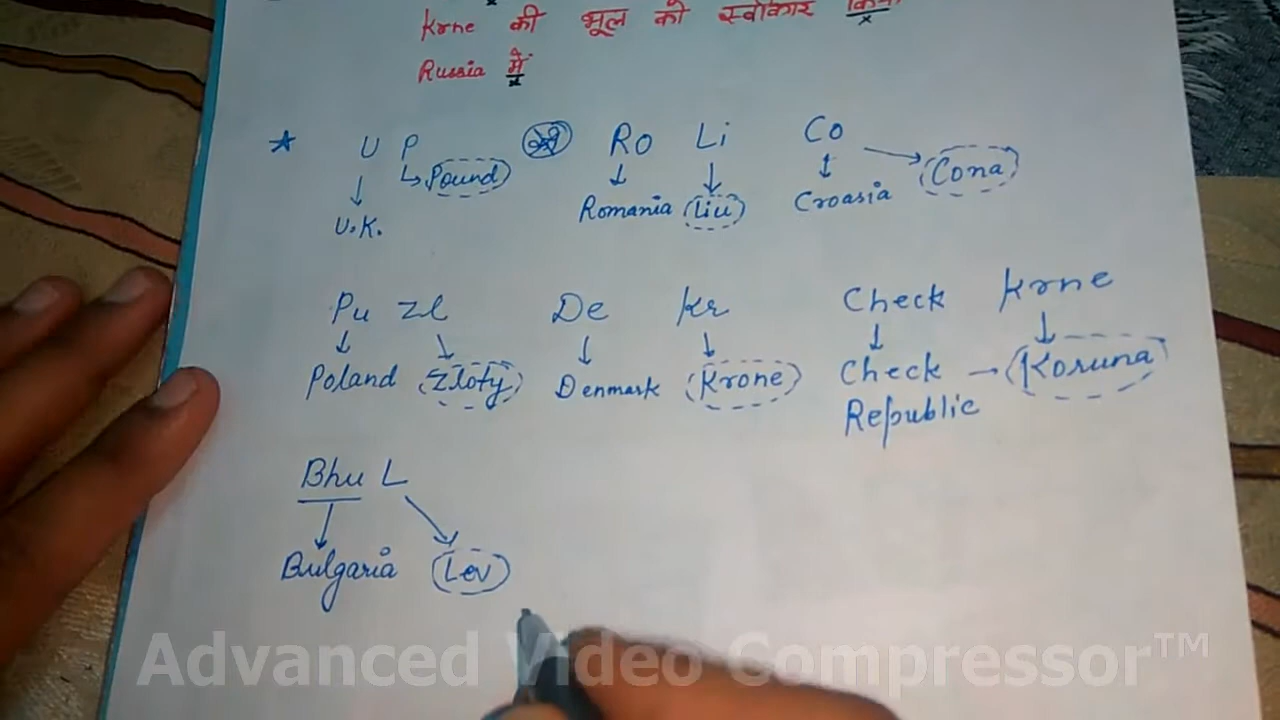 Krne की भूल को स्वीकार
Russia में
U P Ro Li Co
Pound Cona
U.K. Romania Liu Croasia
Pu Zl De Kr Check Krne
Poland Zloty Denmark Krone Check Koruna
Republic
Bhu L
Bulgaria Lev
Advanced Video Compressor™